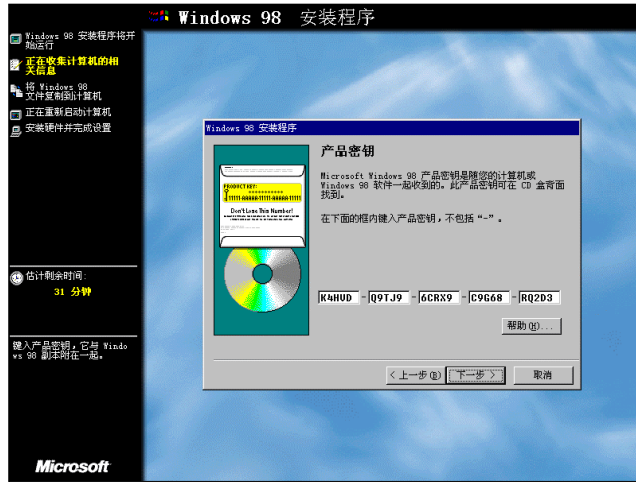 Windows 98 安装程序
Windows 98 安装程序将开
始运行
正在收集计算机的相
关信息
将 Windows 98
文件复制到计算机
正在重新启动计算机
安装硬件并完成设置
估计剩余时间:
31 分钟
键入产品密钥，它与 Windo
ws 98 副本附在一起。
Microsoft
Windows 98 安装程序
PRODUCT KEY:
11111-AAAAA-11111-AAAAA-11111
Don't Lose This Number!
产品密钥
Microsoft Windows 98 产品密钥是随您的计算机或
Windows 98 软件一起收到的。此产品密钥可在 CD 盒背面
找到。
在下面的框内键入产品密钥，不包括“-”。
K4HVD - Q9TJ9 - 6CRX9 - C9G68 - RQ2D3
帮助(H)...
< 上一步(B) 下一步 > 取消